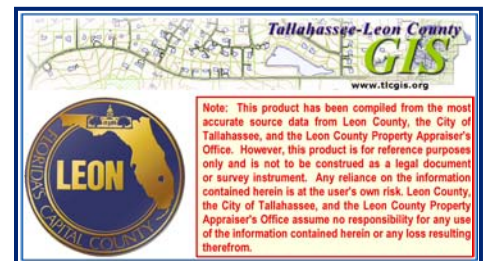 Tallahassee-Leon County
GIS
www.tlcgis.org
Note: This product has been compiled from the most
accurate source data from Leon County, the City of
Tallahassee, and the Leon County Property Appraiser's
Office. However, this product is for reference purposes
only and is not to be construed as a legal document
or survey instrument. Any reliance on the information
contained herein is at the user's own risk. Leon County,
the City of Tallahassee, and the Leon County Property
Appraiser's Office assume no responsibility for any use
of the information contained herein or any loss resulting
therefrom.
LEON
FLORIDAS
CAPITAL COUNTY